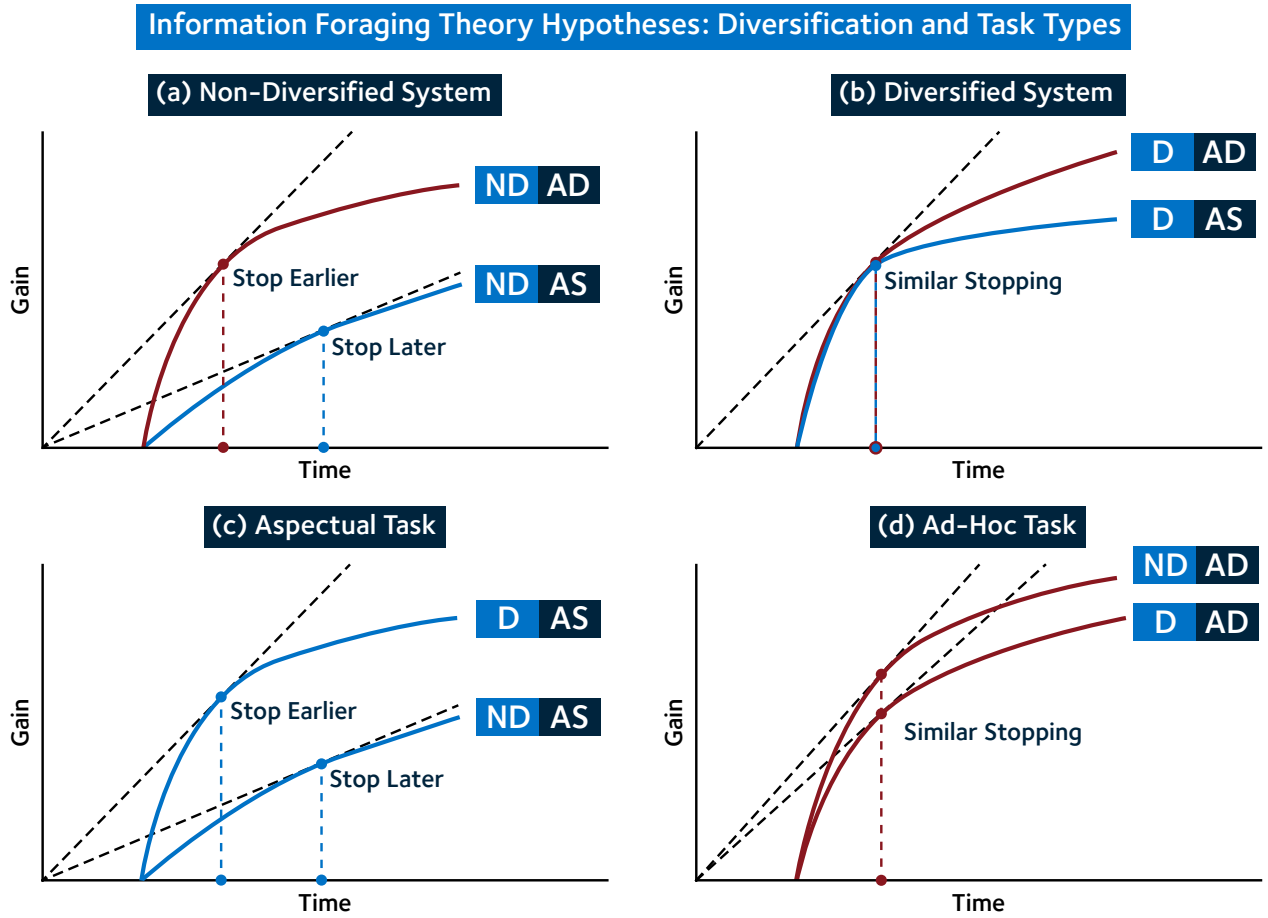 Information Foraging Theory Hypotheses: Diversification and Task Types
(a) Non-Diversified System
ND AD
Stop Earlier
ND AS
Stop Later
Gain
Time
(b) Diversified System
D AD
D AS
Similar Stopping
Gain
Time
(c) Aspectual Task
D AS
Stop Earlier
ND AS
Stop Later
Gain
Time
(d) Ad-Hoc Task
ND AD
D AD
Similar Stopping
Gain
Time